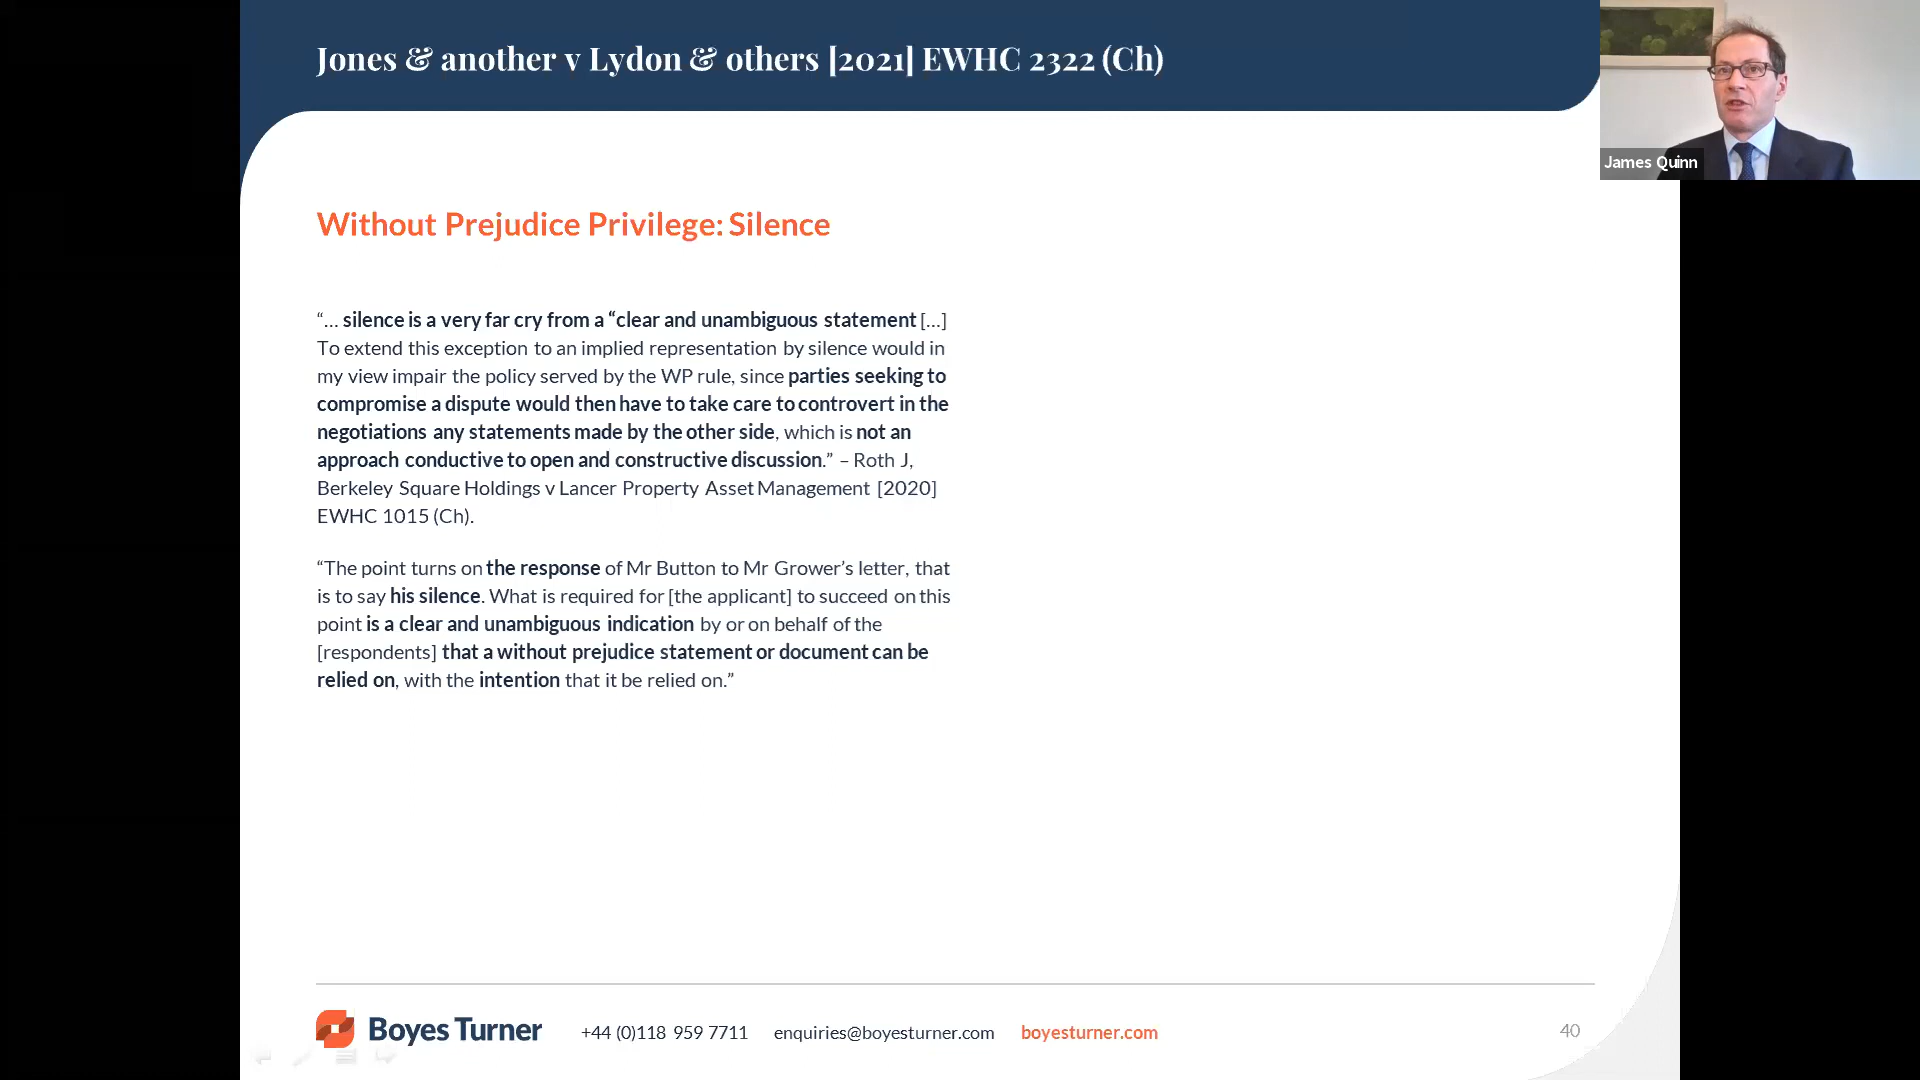 Jones & another v Lydon & others [2021] EWHC 2322 (Ch)
James Quinn
Without Prejudice Privilege: Silence
“... silence is a very far cry from a “clear and unambiguous statement [...]
To extend this exception to an implied representation by silence would in
my view impair the policy served by the WP rule, since parties seeking to
compromise a dispute would then have to take care to controvert in the
negotiations any statements made by the other side, which is not an
approach conductive to open and constructive discussion.” – Roth J,
Berkeley Square Holdings v Lancer Property Asset Management [2020]
EWHC 1015 (Ch).
“The point turns on the response of Mr Button to Mr Grower’s letter, that
is to say his silence. What is required for [the applicant] to succeed on this
point is a clear and unambiguous indication by or on behalf of the
[respondents] that a without prejudice statement or document can be
relied on, with the intention that it be relied on.”
Boyes Turner +44 (0)118 959 7711 enquiries@boyesturner.com boyesturner.com 40